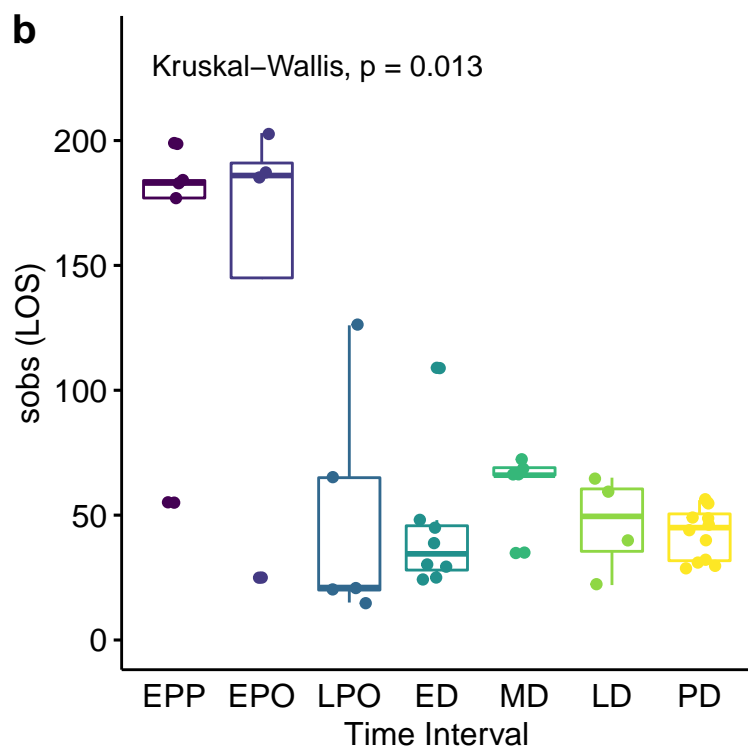 b
Kruskal−Wallis, p = 0.013
200
150
100
50
0
sobs (LOS)
EPP EPO LPO ED MD LD PD
Time Interval